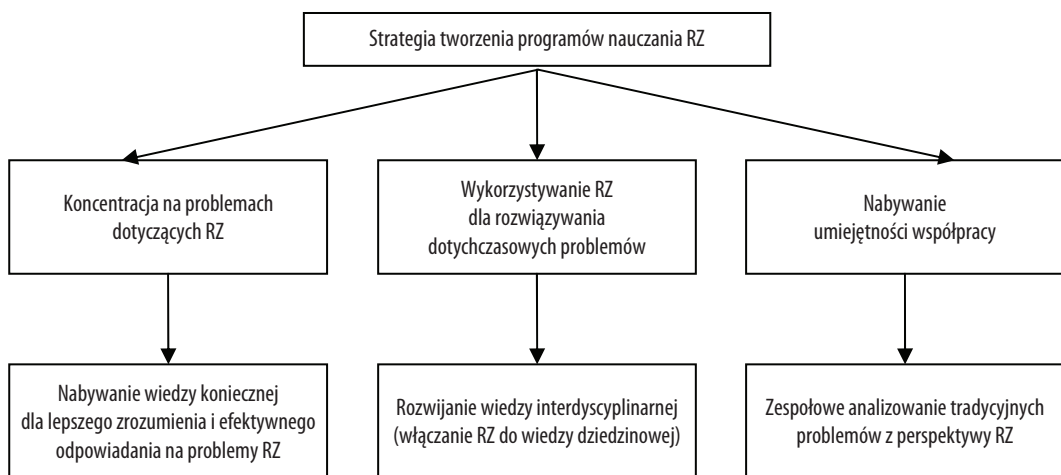 Strategia tworzenia programów nauczania RZ
Koncentracja na problemach
dotyczących RZ
Wykorzystywanie RZ
dla rozwiązywania
dotychczasowych problemów
Nabywanie
umiejętności współpracy
Nabywanie wiedzy koniecznej
dla lepszego zrozumienia i efektywnego
odpowiadania na problemy RZ
Rozwijanie wiedzy interdyscyplinarnej
(włączanie RZ do wiedzy dziedzinowej)
Zespołowe analizowanie tradycyjnych
problemów z perspektywy RZ